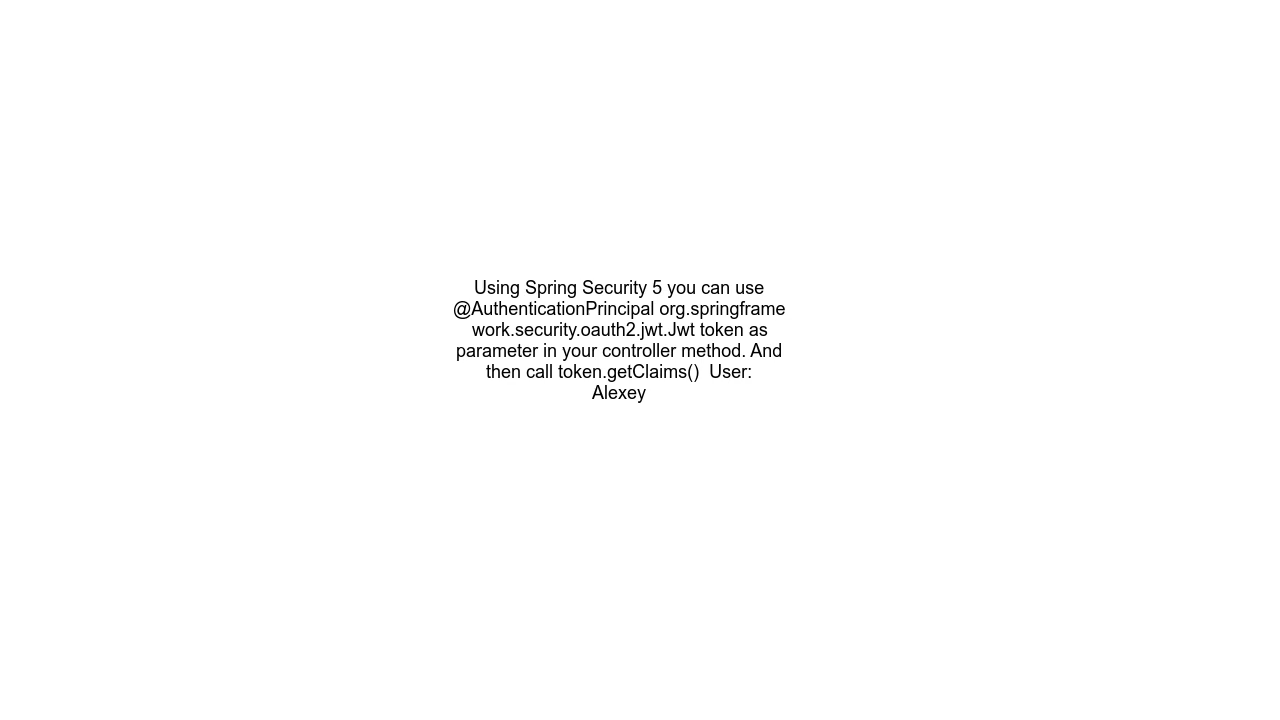 Using Spring Security 5 you can use
@AuthenticationPrincipal org.springframe
work.security.oauth2.jwt.Jwt token as
parameter in your controller method. And
then call token.getClaims()  User:
Alexey